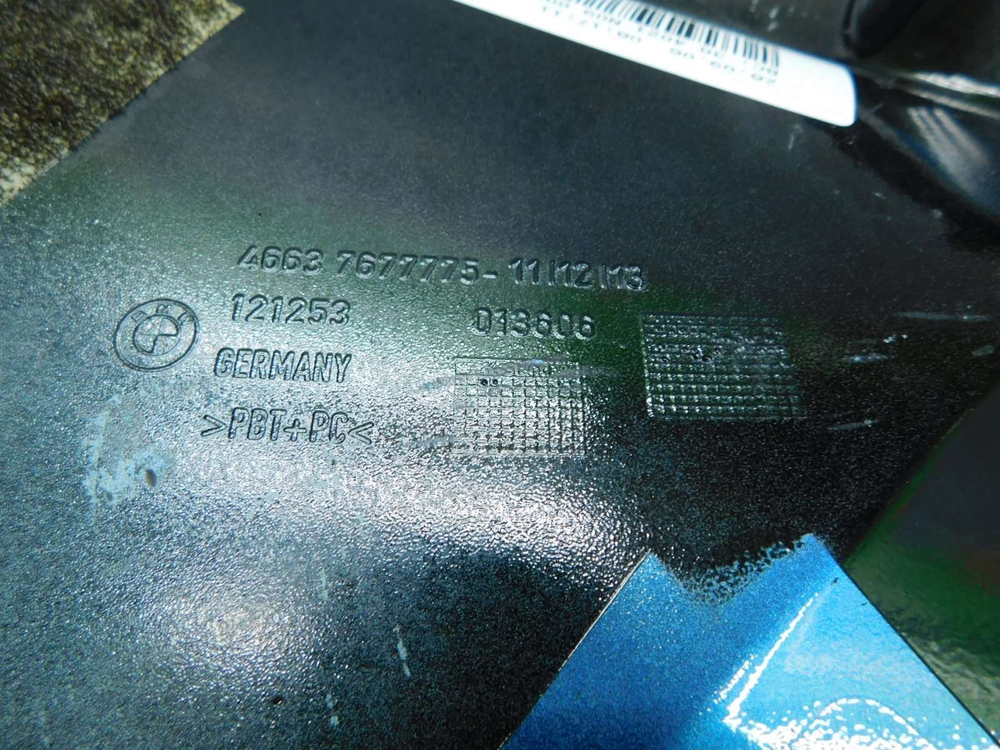 4663 7677775-11|12|13
121253 013606
GERMANY
>PBT+PC<